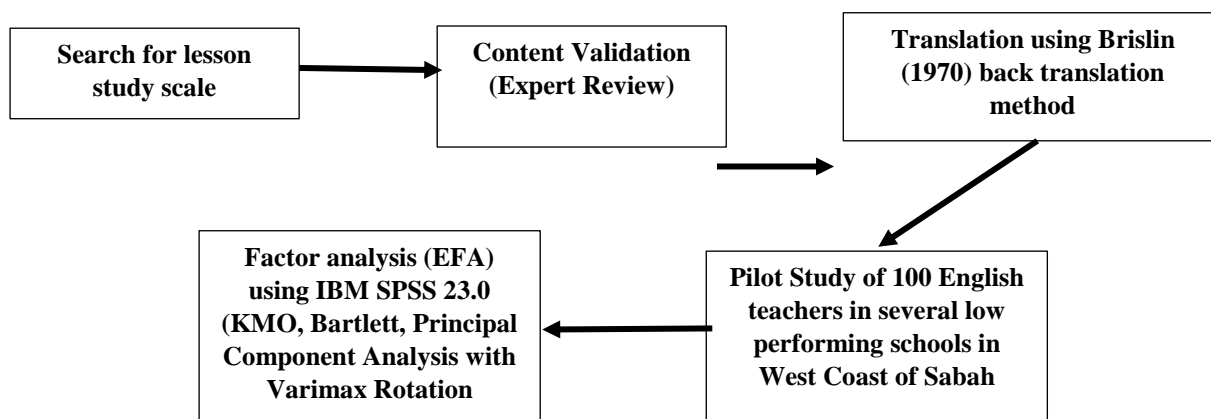 Search for lesson
study scale
Content Validation
(Expert Review)
Translation using Brislin
(1970) back translation
method
Pilot Study of 100 English
teachers in several low
performing schools in
West Coast of Sabah
Factor analysis (EFA)
using IBM SPSS 23.0
(KMO, Bartlett, Principal
Component Analysis with
Varimax Rotation